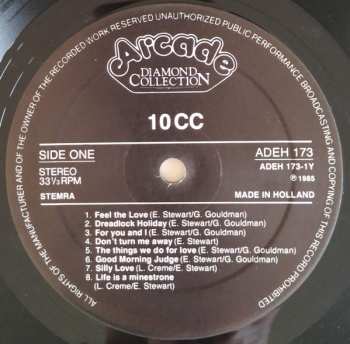 ALL RIGHTS OF THE MANUFACTURER AND OF THE OWNER OF THE RECORDED WORK RESERVED UNAUTHORIZED PUBLIC PERFORMANCE BROADCASTING AND COPYING OF THIS RECORD PROHIBITED
Arcade
DIAMOND
COLLECTION
10 CC
SIDE ONE
ADEH 173
STEREO
ADEH 173-1Y
33⅓ RPM
℗ 1985
STEMRA
MADE IN HOLLAND
1. Feel the Love (E. Stewart/G. Gouldman)
2. Dreadlock Holiday (E. Stewart/G. Gouldman)
3. For you and I (E. Stewart/G. Gouldman)
4. Don't turn me away (E. Stewart)
5. The things we do for love (E. Stewart/G. Gouldman)
6. Good Morning Judge (E. Stewart/G. Gouldman)
7. Silly Love (L. Creme/E. Stewart)
8. Life is a minestrone
(L. Creme/E. Stewart)